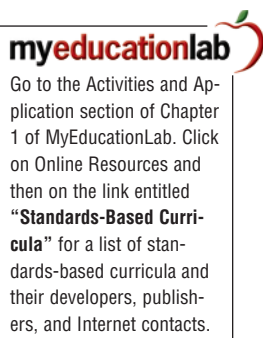 myeducationlab
Go to the Activities and Ap-
plication section of Chapter
1 of MyEducationLab. Click
on Online Resources and
then on the link entitled
“Standards-Based Curri-
cula” for a list of stan-
dards-based curricula and
their developers, publish-
ers, and Internet contacts.